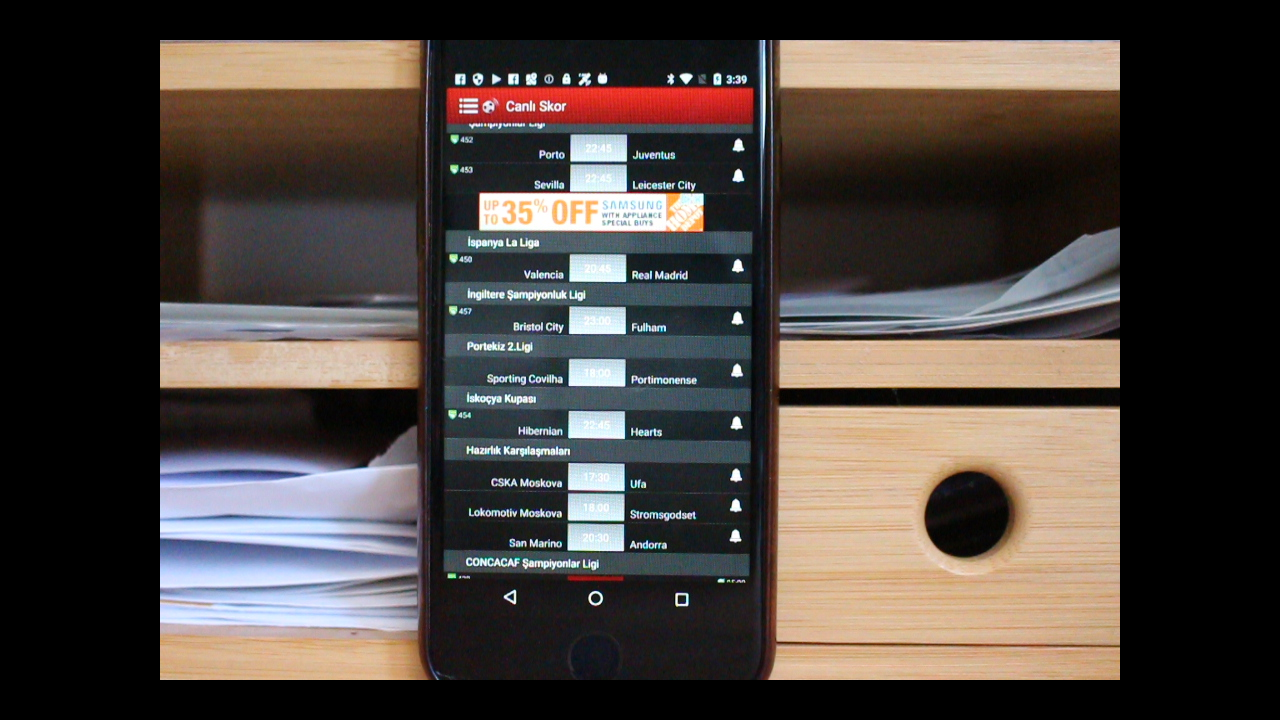 3:39
Canlı Skor
Şampiyonlar Ligi
452
Porto 22:45 Juventus
453
Sevilla 22:45 Leicester City
UP TO 35% OFF SAMSUNG WITH APPLIANCE SPECIAL BUYS
İspanya La Liga
450
Valencia 20:45 Real Madrid
İngiltere Şampiyonluk Ligi
457
Bristol City 23:00 Fulham
Portekiz 2.Ligi
Sporting Covilha 18:00 Portimonense
İskoçya Kupası
454
Hibernian 22:45 Hearts
Hazırlık Karşılaşmaları
CSKA Moskova 17:30 Ufa
Lokomotiv Moskova 18:00 Stromsgodset
San Marino 20:30 Andorra
CONCACAF Şampiyonlar Ligi